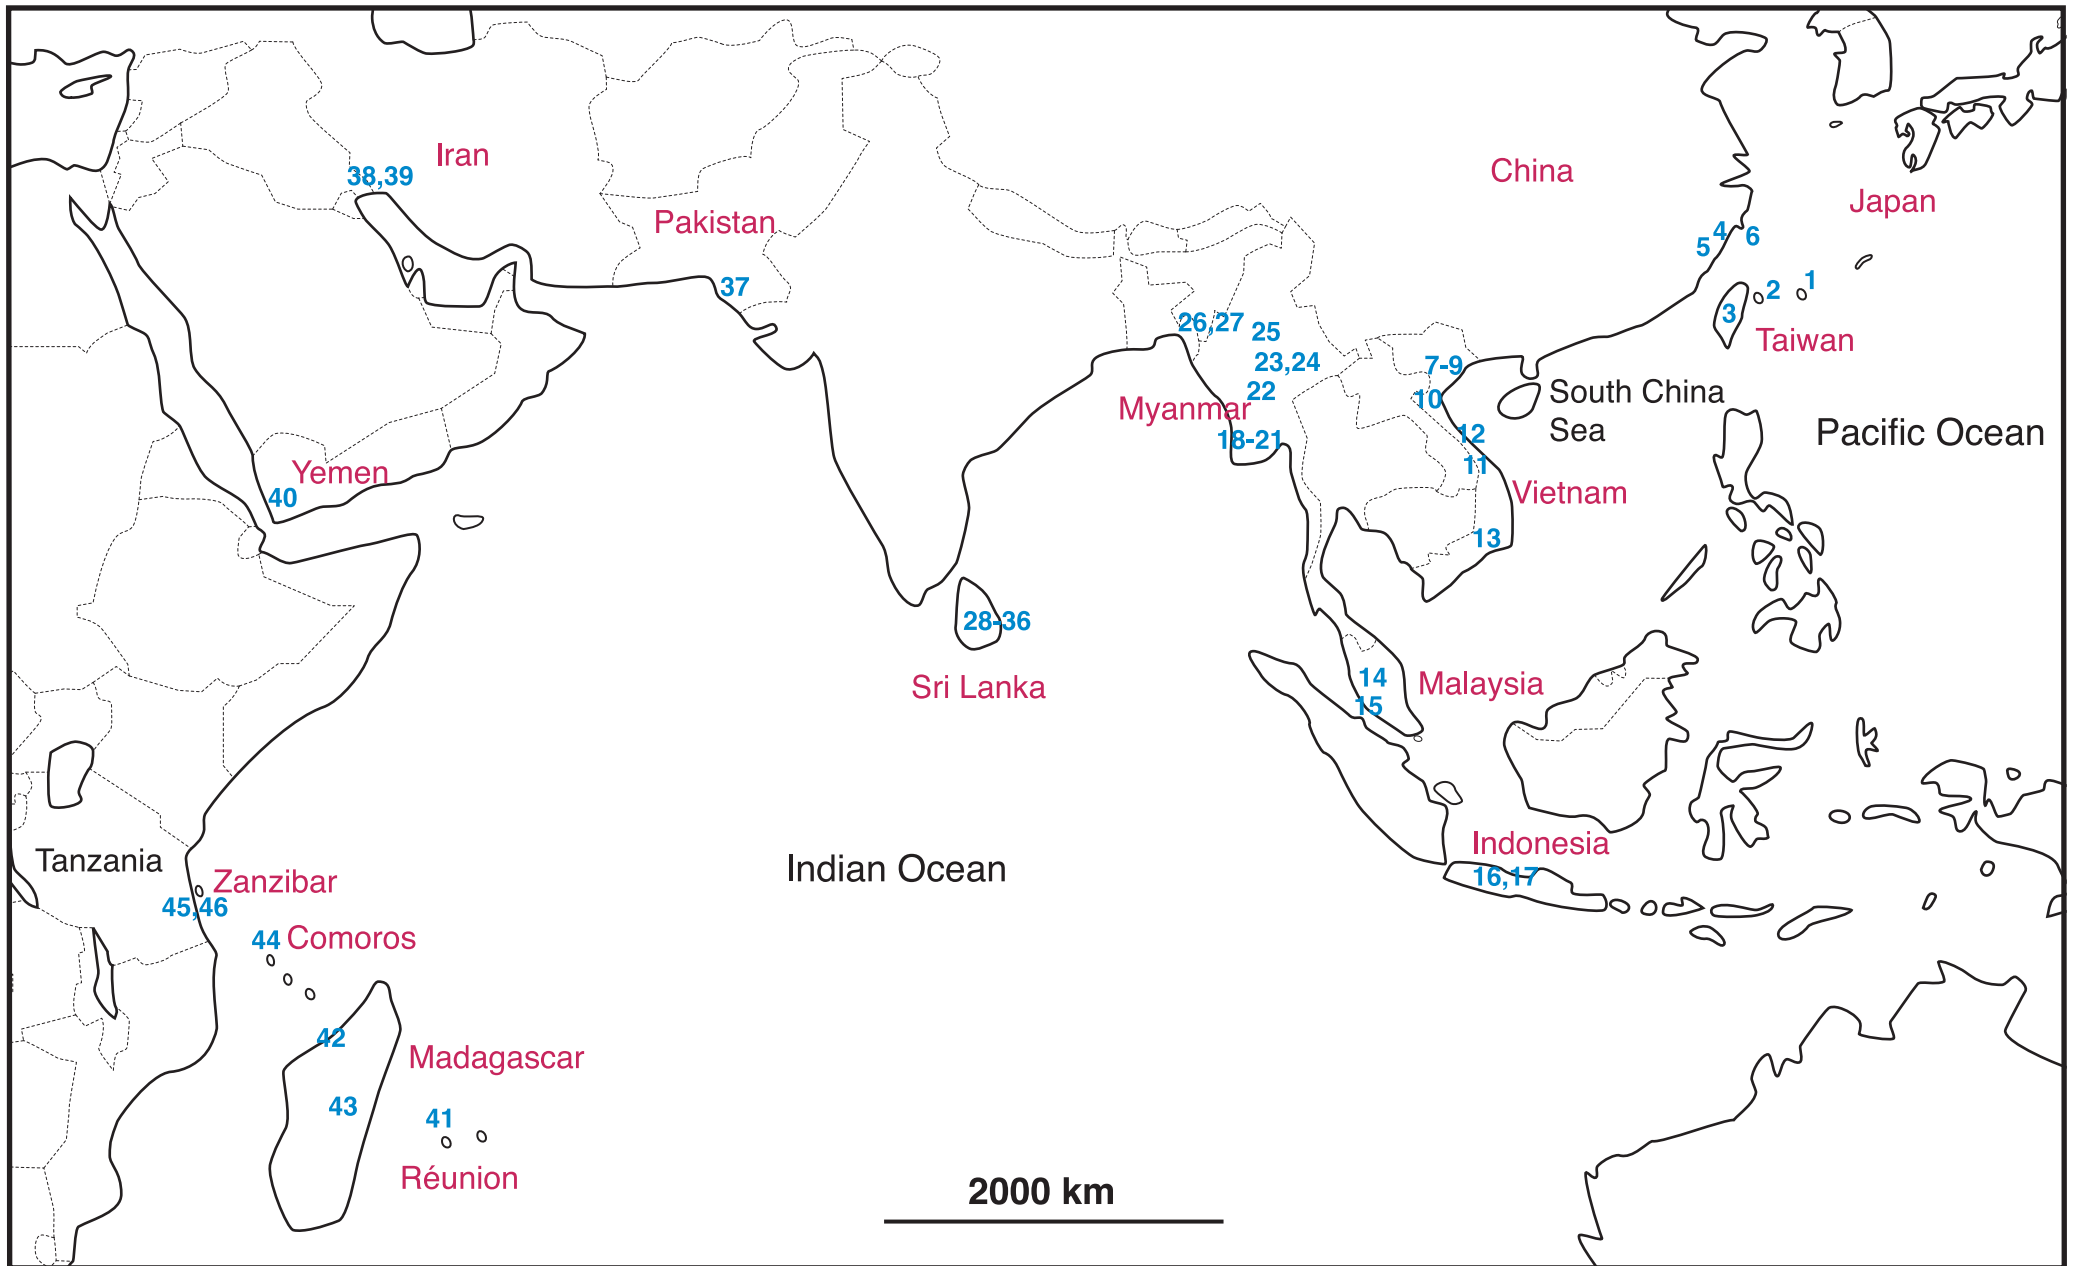 Iran
38,39
China
Japan
Pakistan
4
5
6
37
1
2
3
26,27
25
Taiwan
23,24
7-9
22
10
South China
Sea
Myanmar
12
Pacific Ocean
18-21
11
Yemen
40
Vietnam
13
28-36
Sri Lanka
14
Malaysia
15
Indonesia
16,17
Tanzania
Indian Ocean
Zanzibar
45,46
44
Comoros
42
Madagascar
43
41
Réunion
2000 km